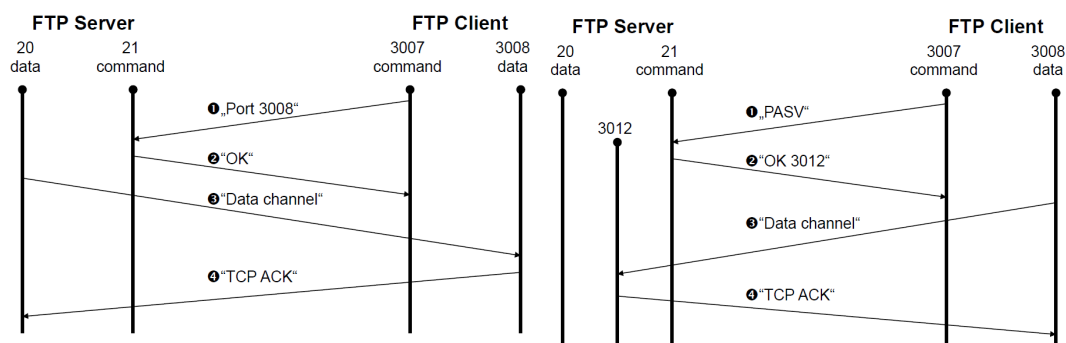 FTP Server
FTP Client
20
data
21
command
3007
command
3008
data
❶„Port 3008“
❷“OK“
❸“Data channel“
❹“TCP ACK“
FTP Server
FTP Client
20
data
21
command
3007
command
3008
data
3012
❶„PASV“
❷“OK 3012“
❸“Data channel“
❹“TCP ACK“